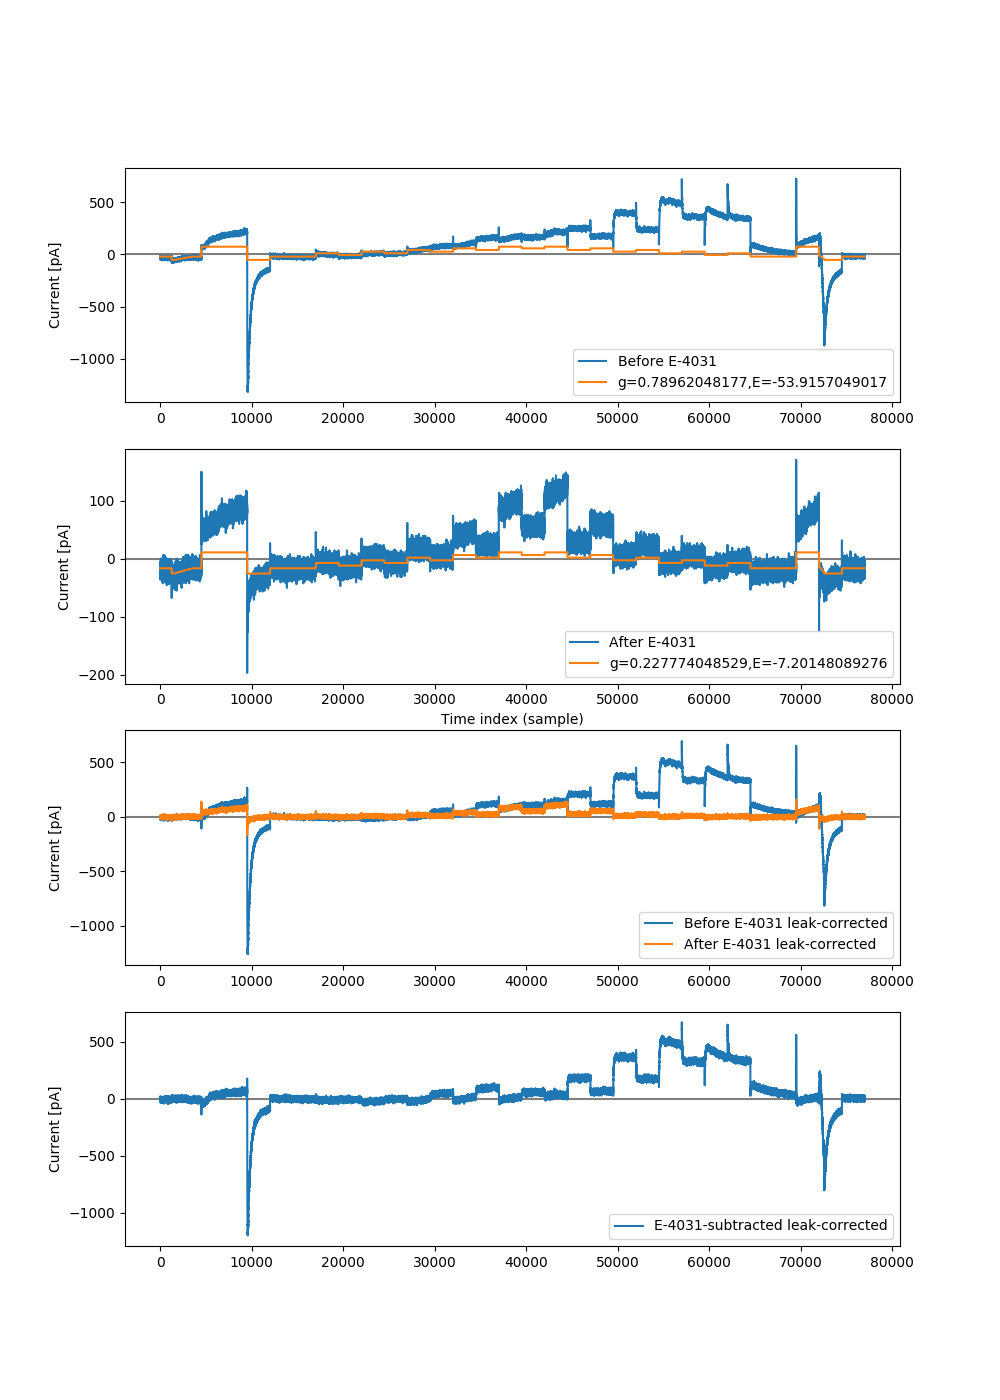 500
0
−500
−1000
Current [pA]
Before E-4031
g=0.78962048177,E=-53.9157049017
0 10000 20000 30000 40000 50000 60000 70000 80000
100
0
−100
−200
Current [pA]
After E-4031
g=0.227774048529,E=-7.20148089276
0 10000 20000 30000 40000 50000 60000 70000 80000
Time index (sample)
500
0
−500
−1000
Current [pA]
Before E-4031 leak-corrected
After E-4031 leak-corrected
0 10000 20000 30000 40000 50000 60000 70000 80000
500
0
−500
−1000
Current [pA]
E-4031-subtracted leak-corrected
0 10000 20000 30000 40000 50000 60000 70000 80000